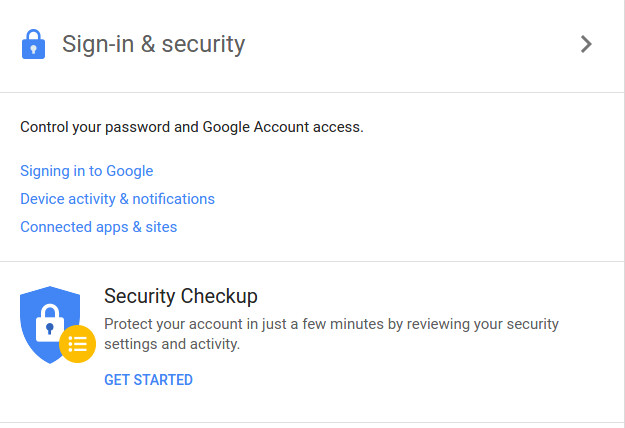 Sign-in & security
Control your password and Google Account access.
Signing in to Google
Device activity & notifications
Connected apps & sites
Security Checkup
Protect your account in just a few minutes by reviewing your security
settings and activity.
GET STARTED